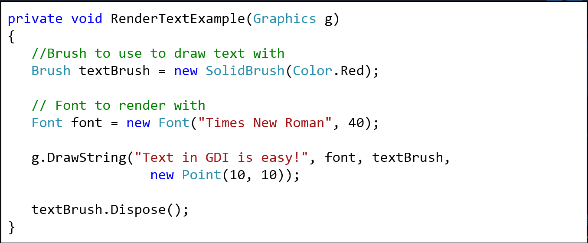 private void RenderTextExample(Graphics g)
{
//Brush to use to draw text with
Brush textBrush = new SolidBrush(Color.Red);
// Font to render with
Font font = new Font("Times New Roman", 40);
g.DrawString("Text in GDI is easy!", font, textBrush,
new Point(10, 10));
textBrush.Dispose();
}